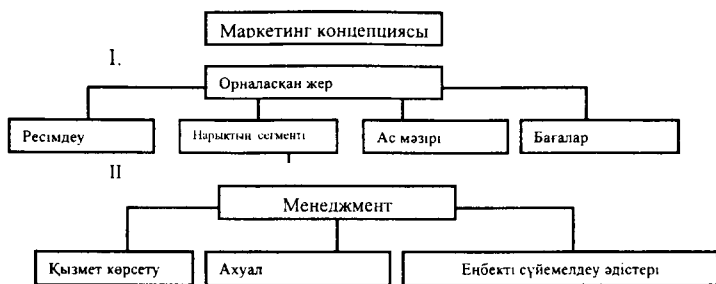 Маркетинг концепциясы
I.
Орналасқан жер
Ресімдеу
Нарықтың сегменті
Ас мәзірі
Бағалар
II
Менеджмент
Қызмет көрсету
Ахуал
Еңбекті сүйемелдеу әдістері